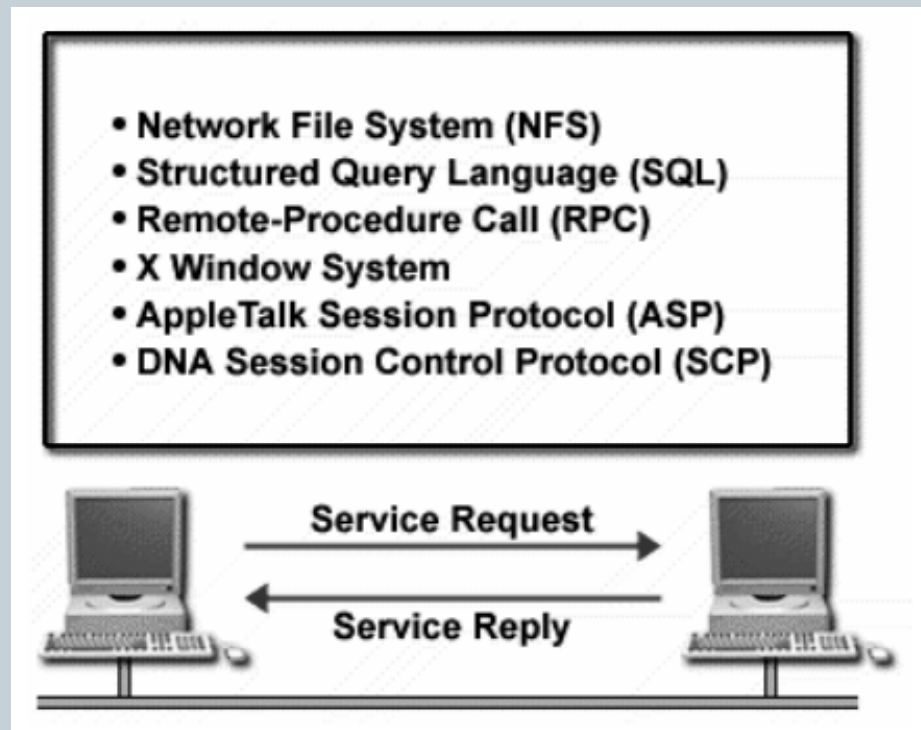 • Network File System (NFS)
• Structured Query Language (SQL)
• Remote-Procedure Call (RPC)
• X Window System
• AppleTalk Session Protocol (ASP)
• DNA Session Control Protocol (SCP)
Service Request
Service Reply